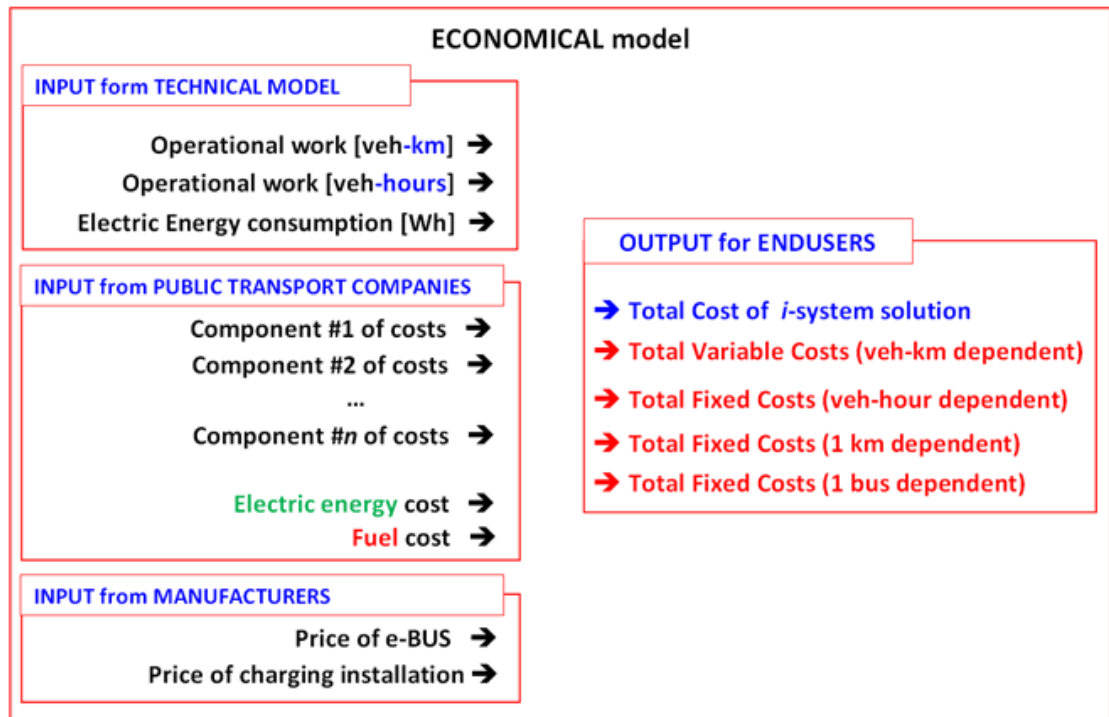 ECONOMICAL model
INPUT form TECHNICAL MODEL
Operational work [veh-km] ➔
Operational work [veh-hours] ➔
Electric Energy consumption [Wh] ➔
INPUT from PUBLIC TRANSPORT COMPANIES
Component #1 of costs ➔
Component #2 of costs ➔
...
Component #n of costs ➔
Electric energy cost ➔
Fuel cost ➔
INPUT from MANUFACTURERS
Price of e-BUS ➔
Price of charging installation ➔
OUTPUT for ENDUSERS
➔ Total Cost of i-system solution
➔ Total Variable Costs (veh-km dependent)
➔ Total Fixed Costs (veh-hour dependent)
➔ Total Fixed Costs (1 km dependent)
➔ Total Fixed Costs (1 bus dependent)